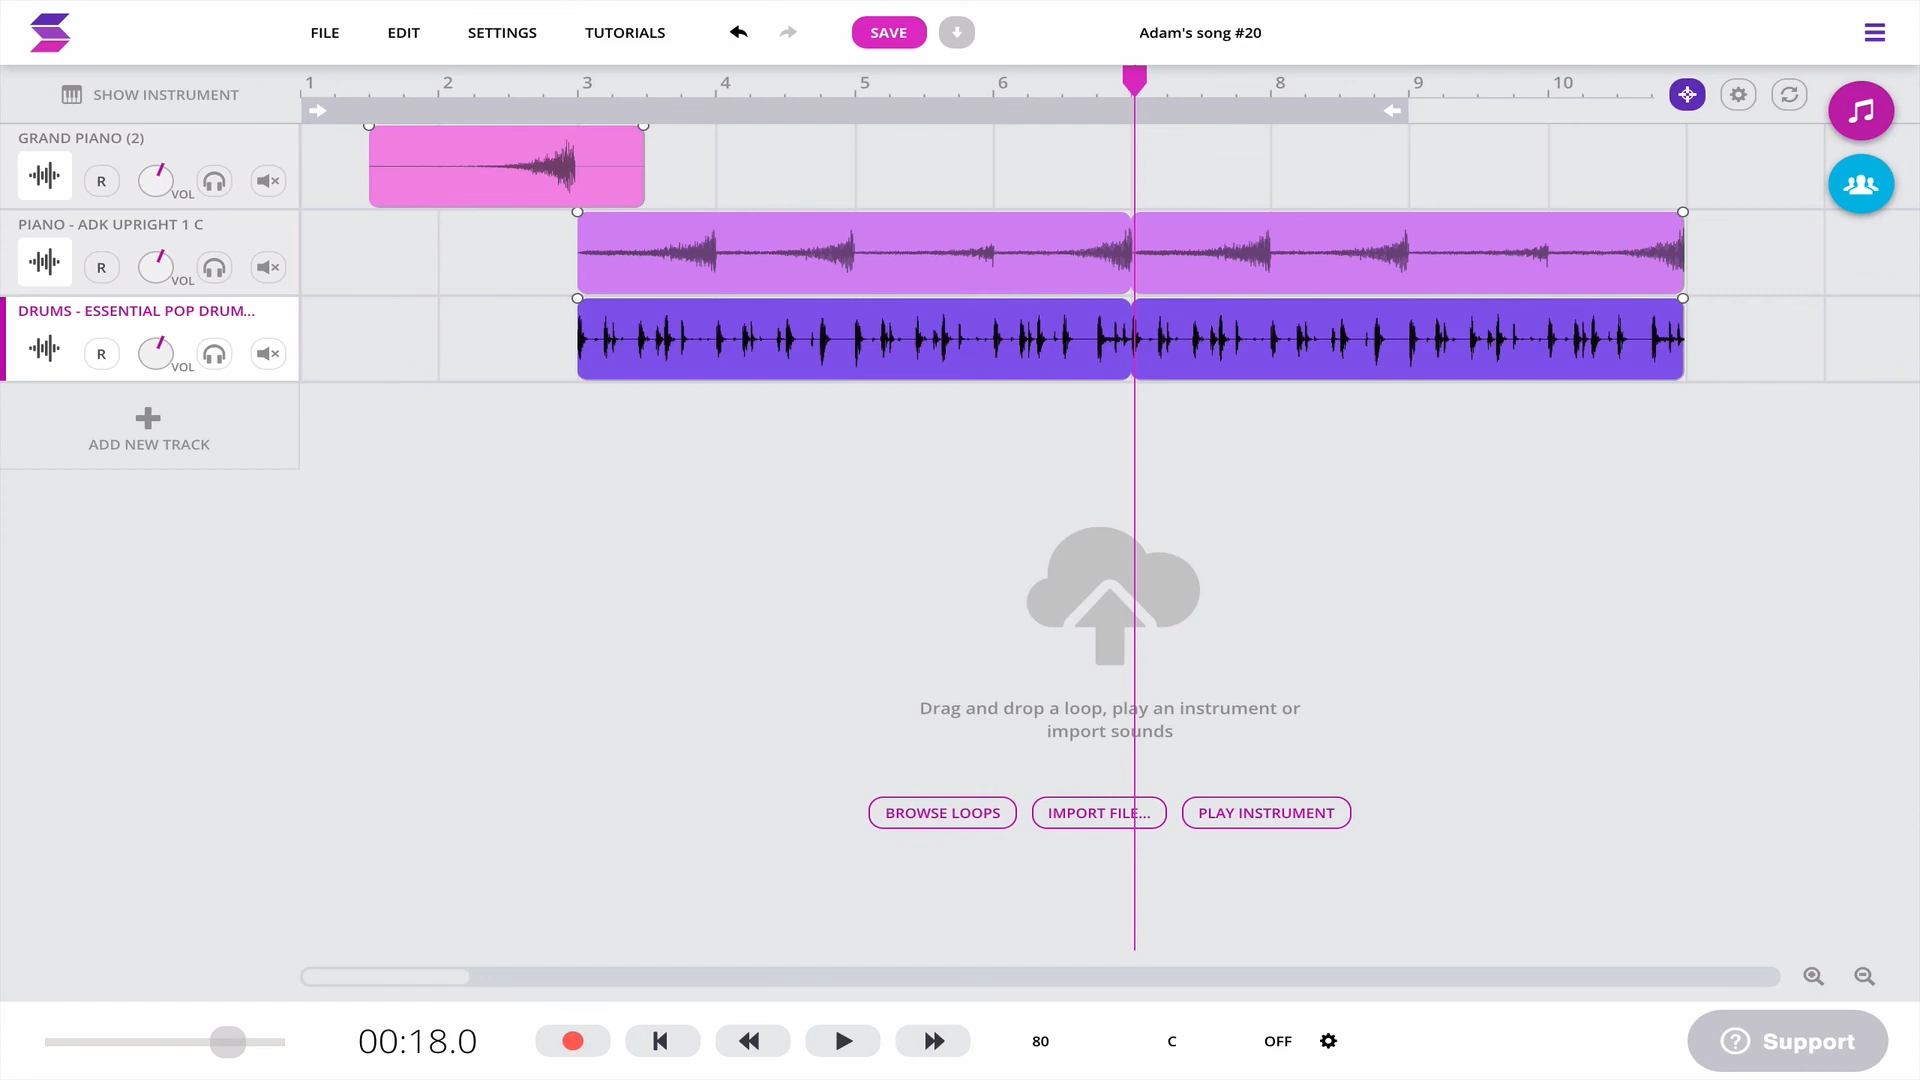 FILE EDIT SETTINGS TUTORIALS SAVE Adam's song #20
SHOW INSTRUMENT 1 2 3 4 5 6 8 9 10
GRAND PIANO (2)
R VOL
PIANO - ADK UPRIGHT 1 C
R VOL
DRUMS - ESSENTIAL POP DRUM...
R VOL
ADD NEW TRACK
Drag and drop a loop, play an instrument or
import sounds
BROWSE LOOPS IMPORT FILE... PLAY INSTRUMENT
00:18.0 80 C OFF ? Support